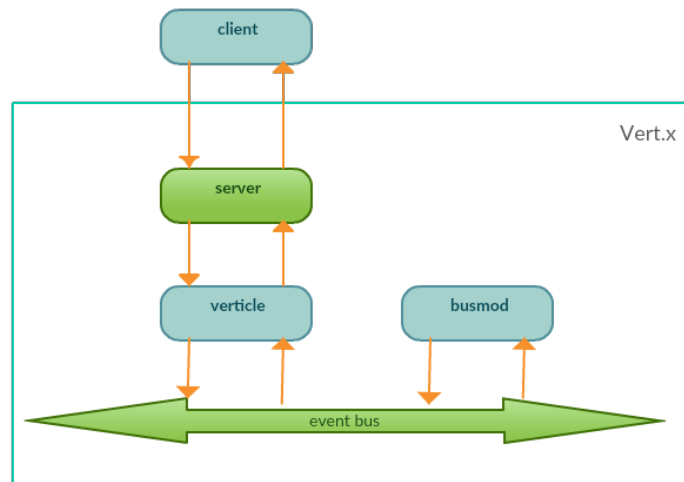 client
Vert.x
server
verticle
busmod
event bus